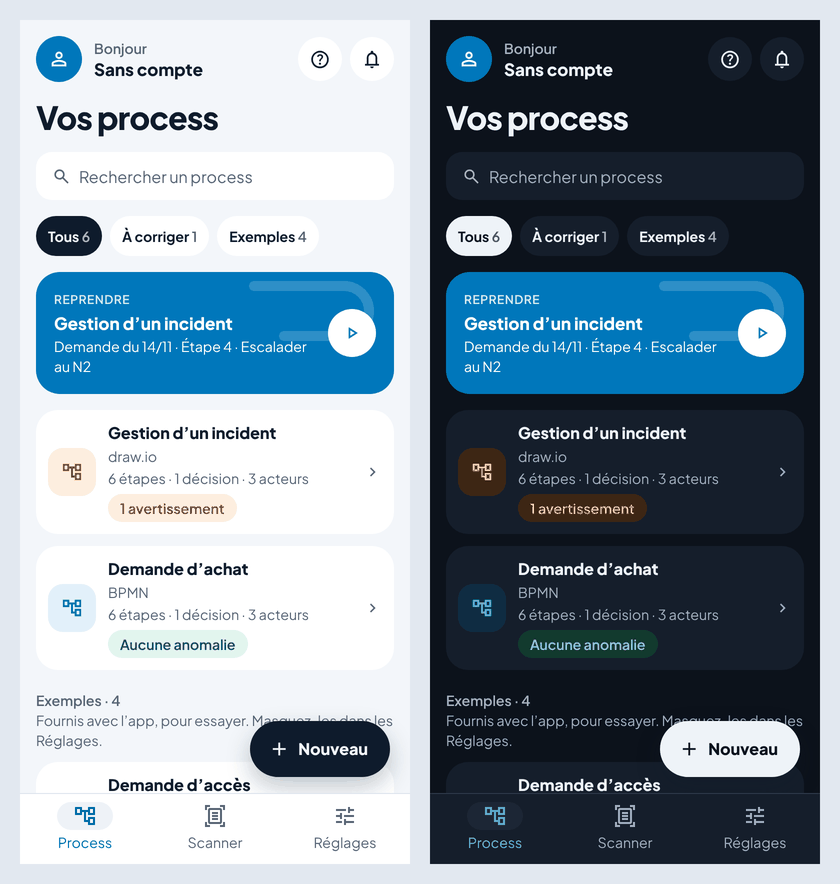 Bonjour
Sans compte
Vos process
Rechercher un process
Tous 6
À corriger 1
Exemples 4
REPRENDRE
Gestion d’un incident
Demande du 14/11 · Étape 4 · Escalader
au N2
Gestion d’un incident
draw.io
6 étapes · 1 décision · 3 acteurs
1 avertissement
Demande d’achat
BPMN
6 étapes · 1 décision · 3 acteurs
Aucune anomalie
Exemples · 4
Fournis avec l’app, pour essayer. Masquez-les dans les
Réglages.
Nouveau
Demande d’accès
Process
Scanner
Réglages
Bonjour
Sans compte
Vos process
Rechercher un process
Tous 6
À corriger 1
Exemples 4
REPRENDRE
Gestion d’un incident
Demande du 14/11 · Étape 4 · Escalader
au N2
Gestion d’un incident
draw.io
6 étapes · 1 décision · 3 acteurs
1 avertissement
Demande d’achat
BPMN
6 étapes · 1 décision · 3 acteurs
Aucune anomalie
Exemples · 4
Fournis avec l’app, pour essayer. Masquez-les dans les
Réglages.
Nouveau
Demande d’accès
Process
Scanner
Réglages